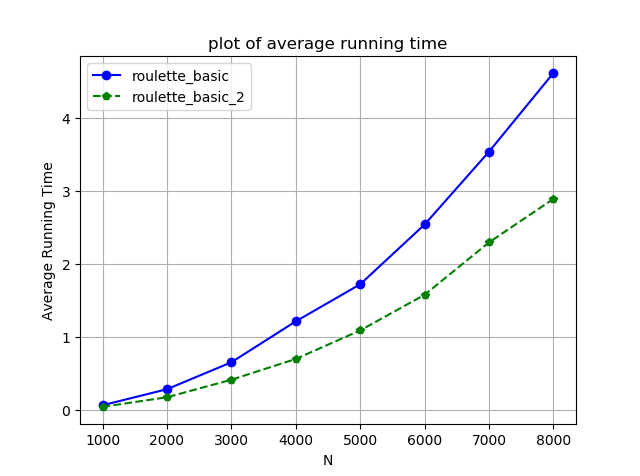 plot of average running time
roulette_basic
roulette_basic_2
Average Running Time
4
3
2
1
0
1000 2000 3000 4000 5000 6000 7000 8000
N